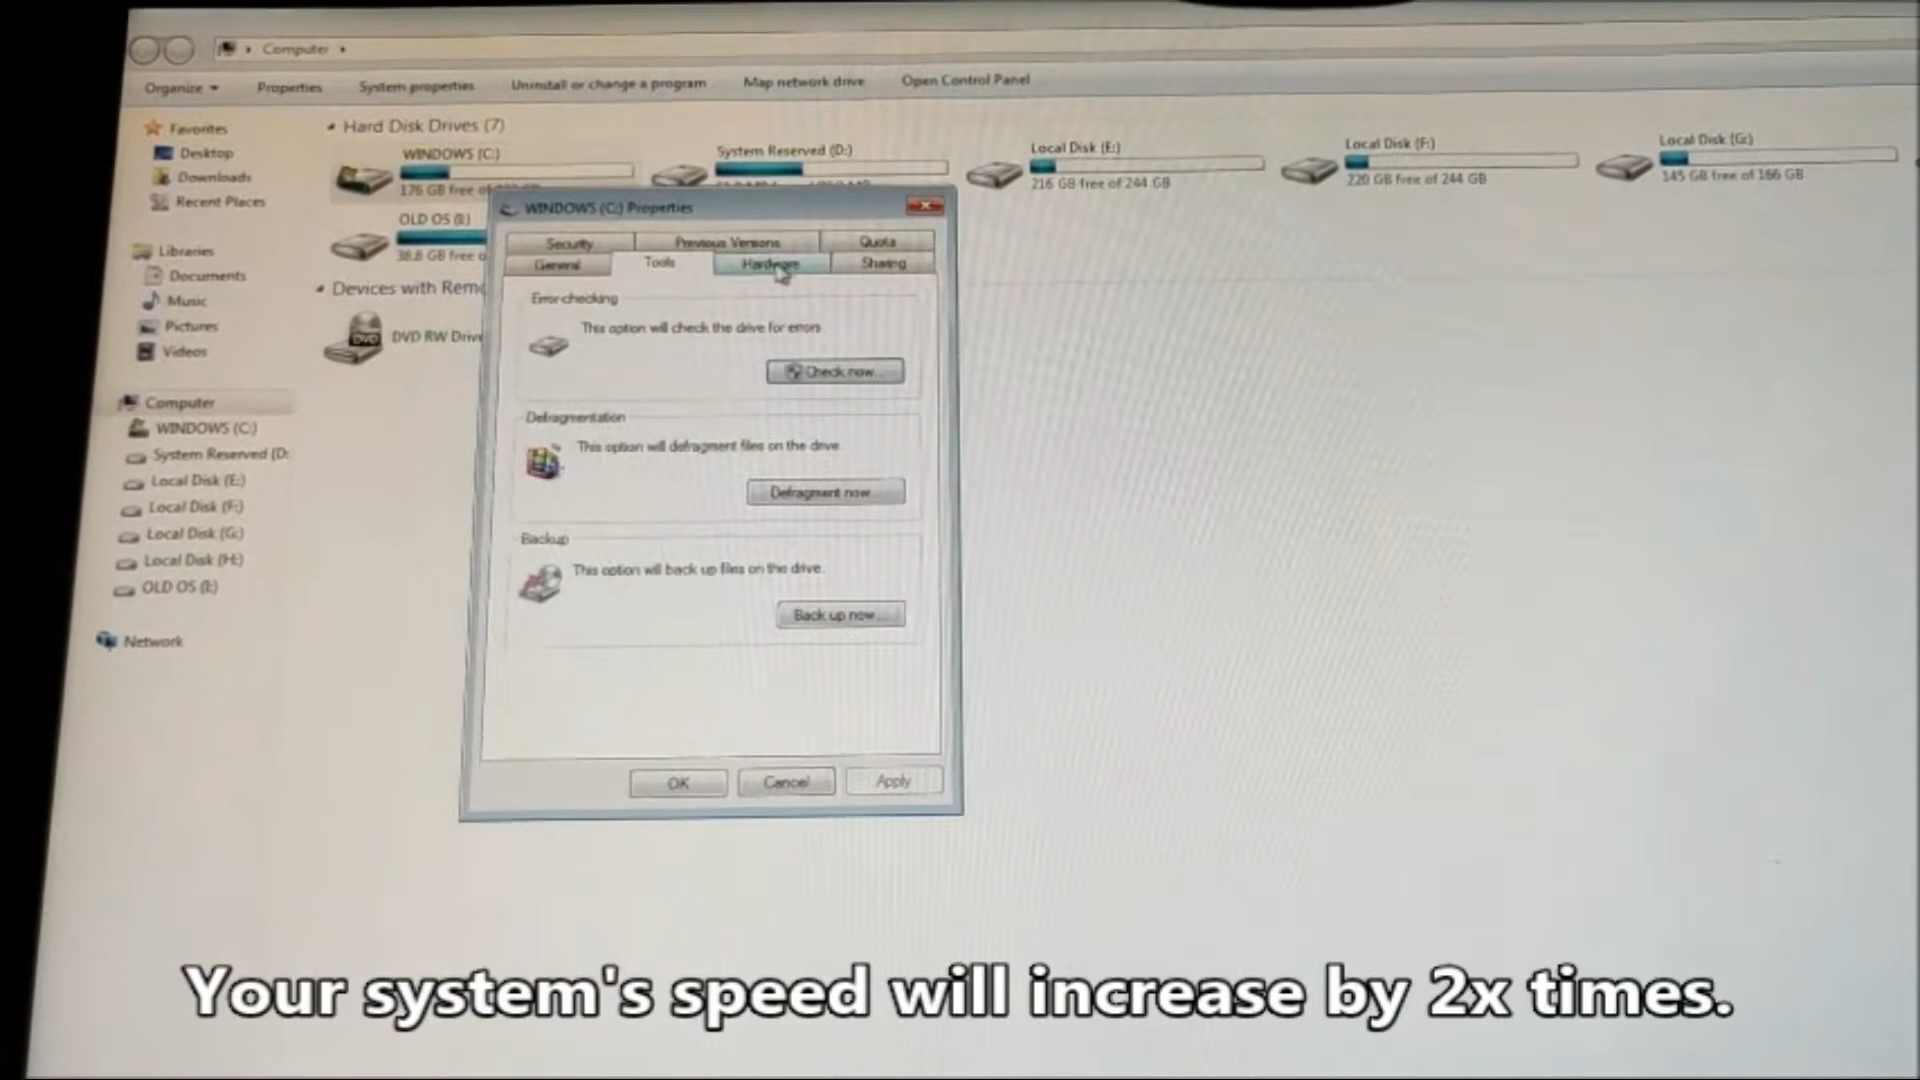 Computer
Organize
Properties
System properties
Uninstall or change a program
Map network drive
Open Control Panel
Favorites
Desktop
Downloads
Recent Places
Libraries
Documents
Music
Pictures
Videos
Computer
WINDOWS (C:)
System Reserved (D:
Local Disk (E:)
Local Disk (F:)
Local Disk (G:)
Local Disk (H:)
OLD OS (I:)
Network
Hard Disk Drives (7)
WINDOWS (C:)
176 GB free of
System Reserved (D:)
Local Disk (E:)
216 GB free of 244 GB
Local Disk (F:)
220 GB free of 244 GB
Local Disk (G:)
145 GB free of 166 GB
OLD OS (I:)
38.8 GB free o
Devices with Remo
DVD RW Drive
WINDOWS (C:) Properties
Security
Previous Versions
Quota
General
Tools
Hardware
Sharing
Error-checking
This option will check the drive for errors
Check now...
Defragmentation
This option will defragment files on the drive
Defragment now...
Backup
This option will back up files on the drive.
Back up now...
OK
Cancel
Apply
Your system's speed will increase by 2x times.